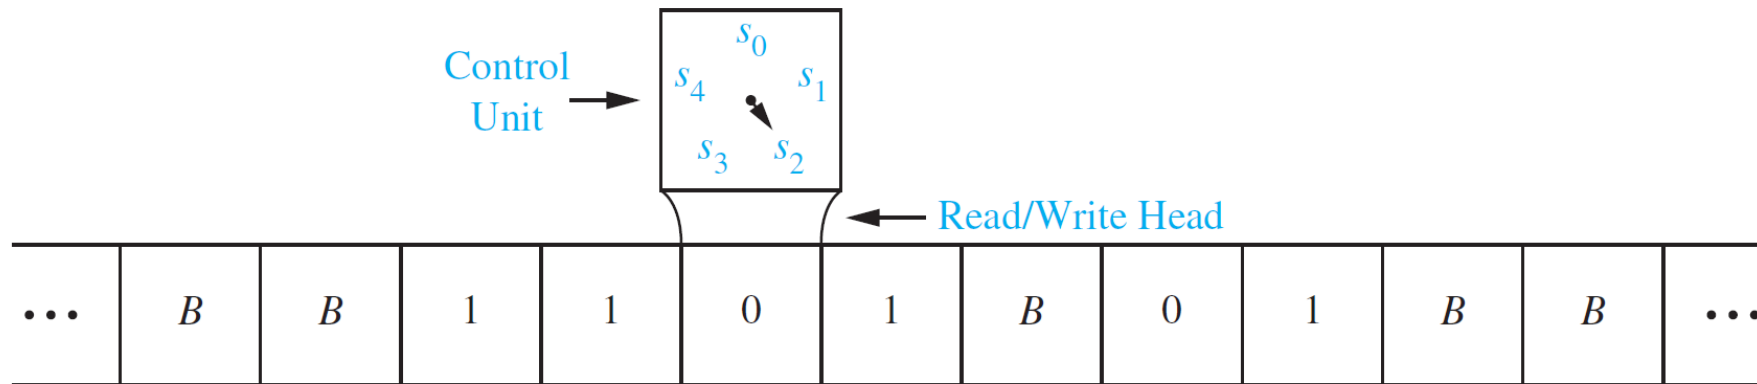 s0
Control
Unit
s4 s1
s3 s2
Read/Write Head
... B B 1 1 0 1 B 0 1 B B ...